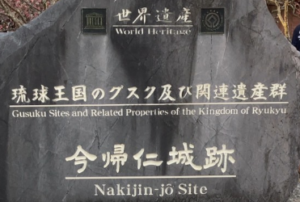 世界遺産
World Heritage
琉球王国のグスク及び関連遺産群
Gusuku Sites and Related Properties of the Kingdom of Ryukyu
今帰仁城跡
Nakijin-jō Site